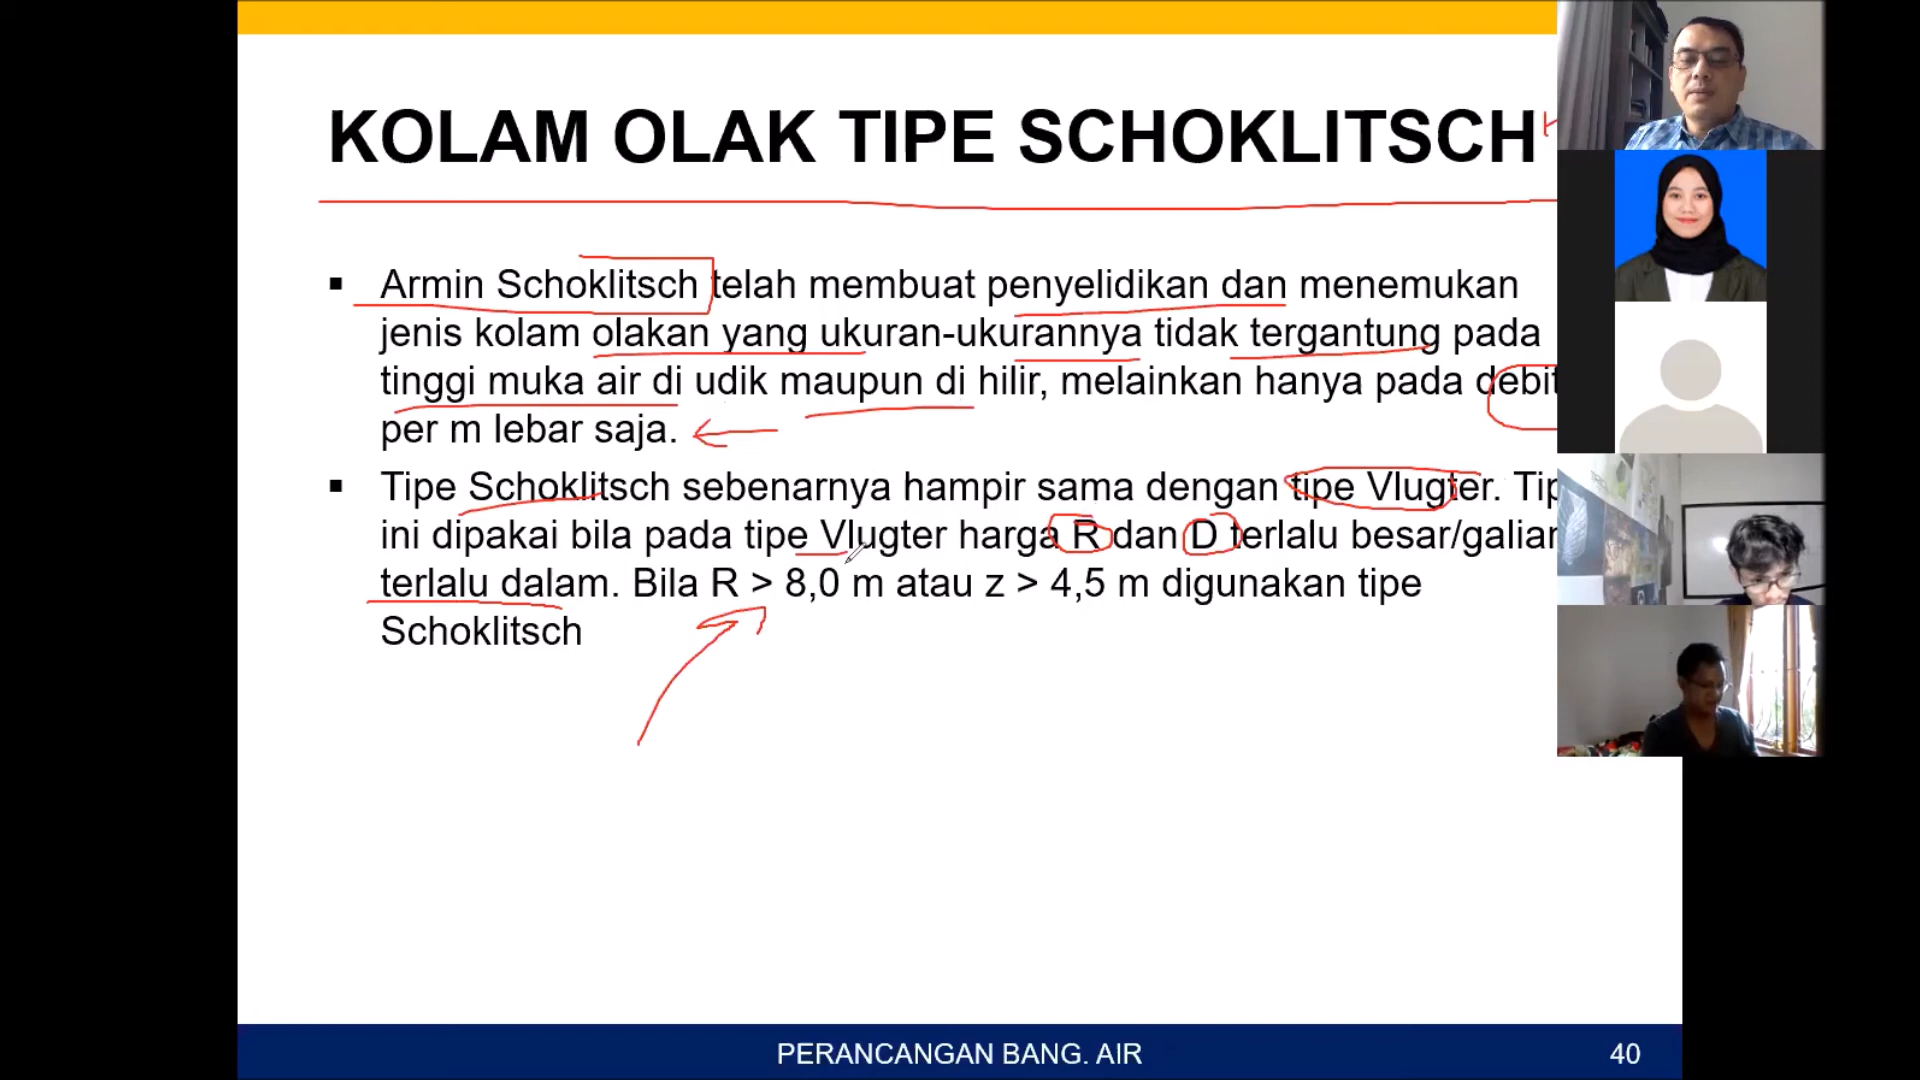 KOLAM OLAK TIPE SCHOKLITSCH
▪ Armin Schoklitsch telah membuat penyelidikan dan menemukan
jenis kolam olakan yang ukuran-ukurannya tidak tergantung pada
tinggi muka air di udik maupun di hilir, melainkan hanya pada debit
per m lebar saja.
▪ Tipe Schoklitsch sebenarnya hampir sama dengan tipe Vlugter.
ini dipakai bila pada tipe Vlugter harga R dan D terlalu besar/galian
terlalu dalam. Bila R > 8,0 m atau z > 4,5 m digunakan tipe
Schoklitsch
PERANCANGAN BANG. AIR
40